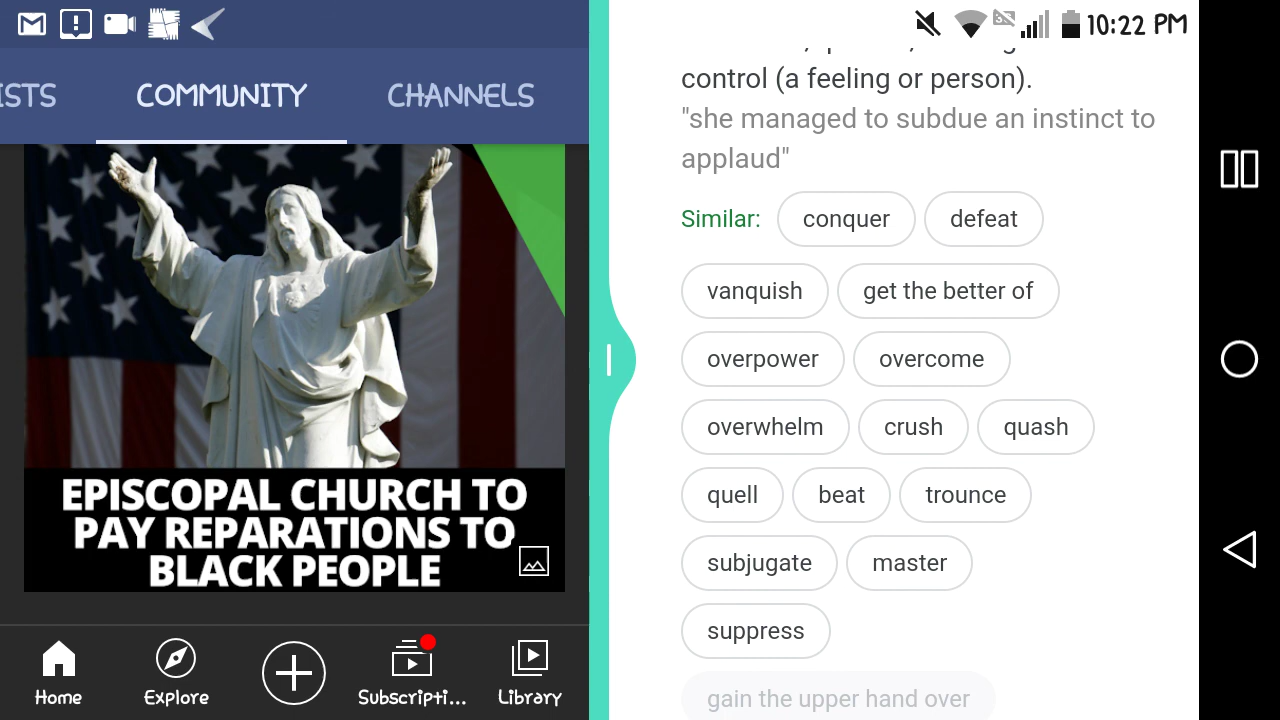 10:22 PM
ISTS COMMUNITY CHANNELS
EPISCOPAL CHURCH TO
PAY REPARATIONS TO
BLACK PEOPLE
Home Explore Subscripti... Library
control (a feeling or person).
"she managed to subdue an instinct to
applaud"
Similar: conquer defeat
vanquish get the better of
overpower overcome
overwhelm crush quash
quell beat trounce
subjugate master
suppress
gain the upper hand over